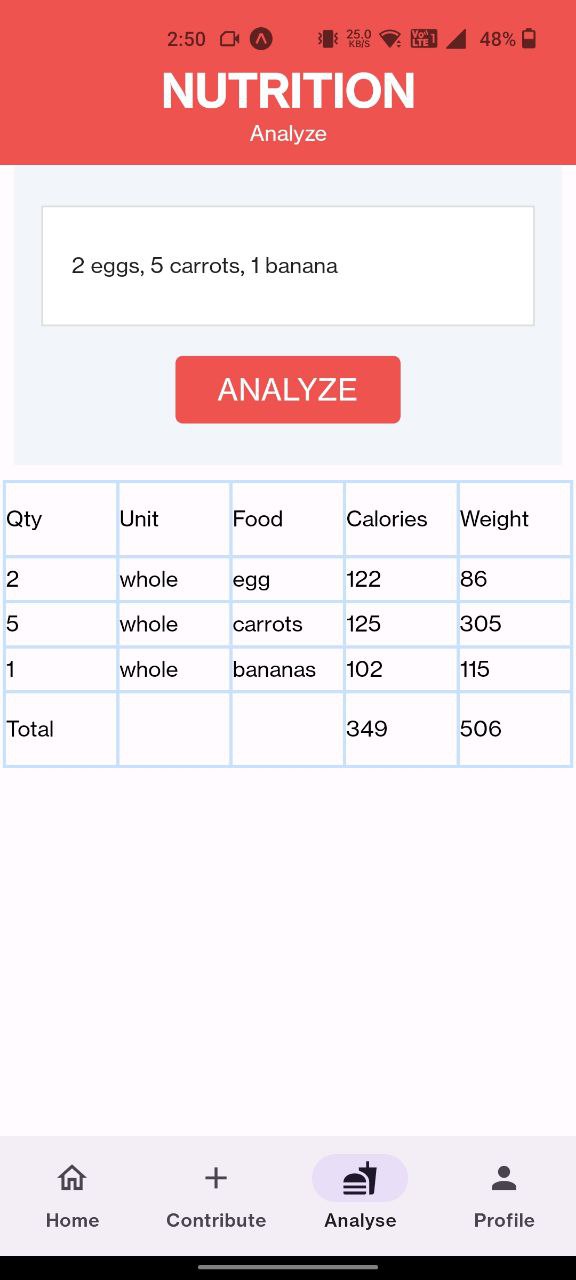 2:50 25.0 KB/S Vo) LTE 1 48%
NUTRITION
Analyze
2 eggs, 5 carrots, 1 banana
ANALYZE
Qty Unit Food Calories Weight
2 whole egg 122 86
5 whole carrots 125 305
1 whole bananas 102 115
Total 349 506
Home Contribute Analyse Profile